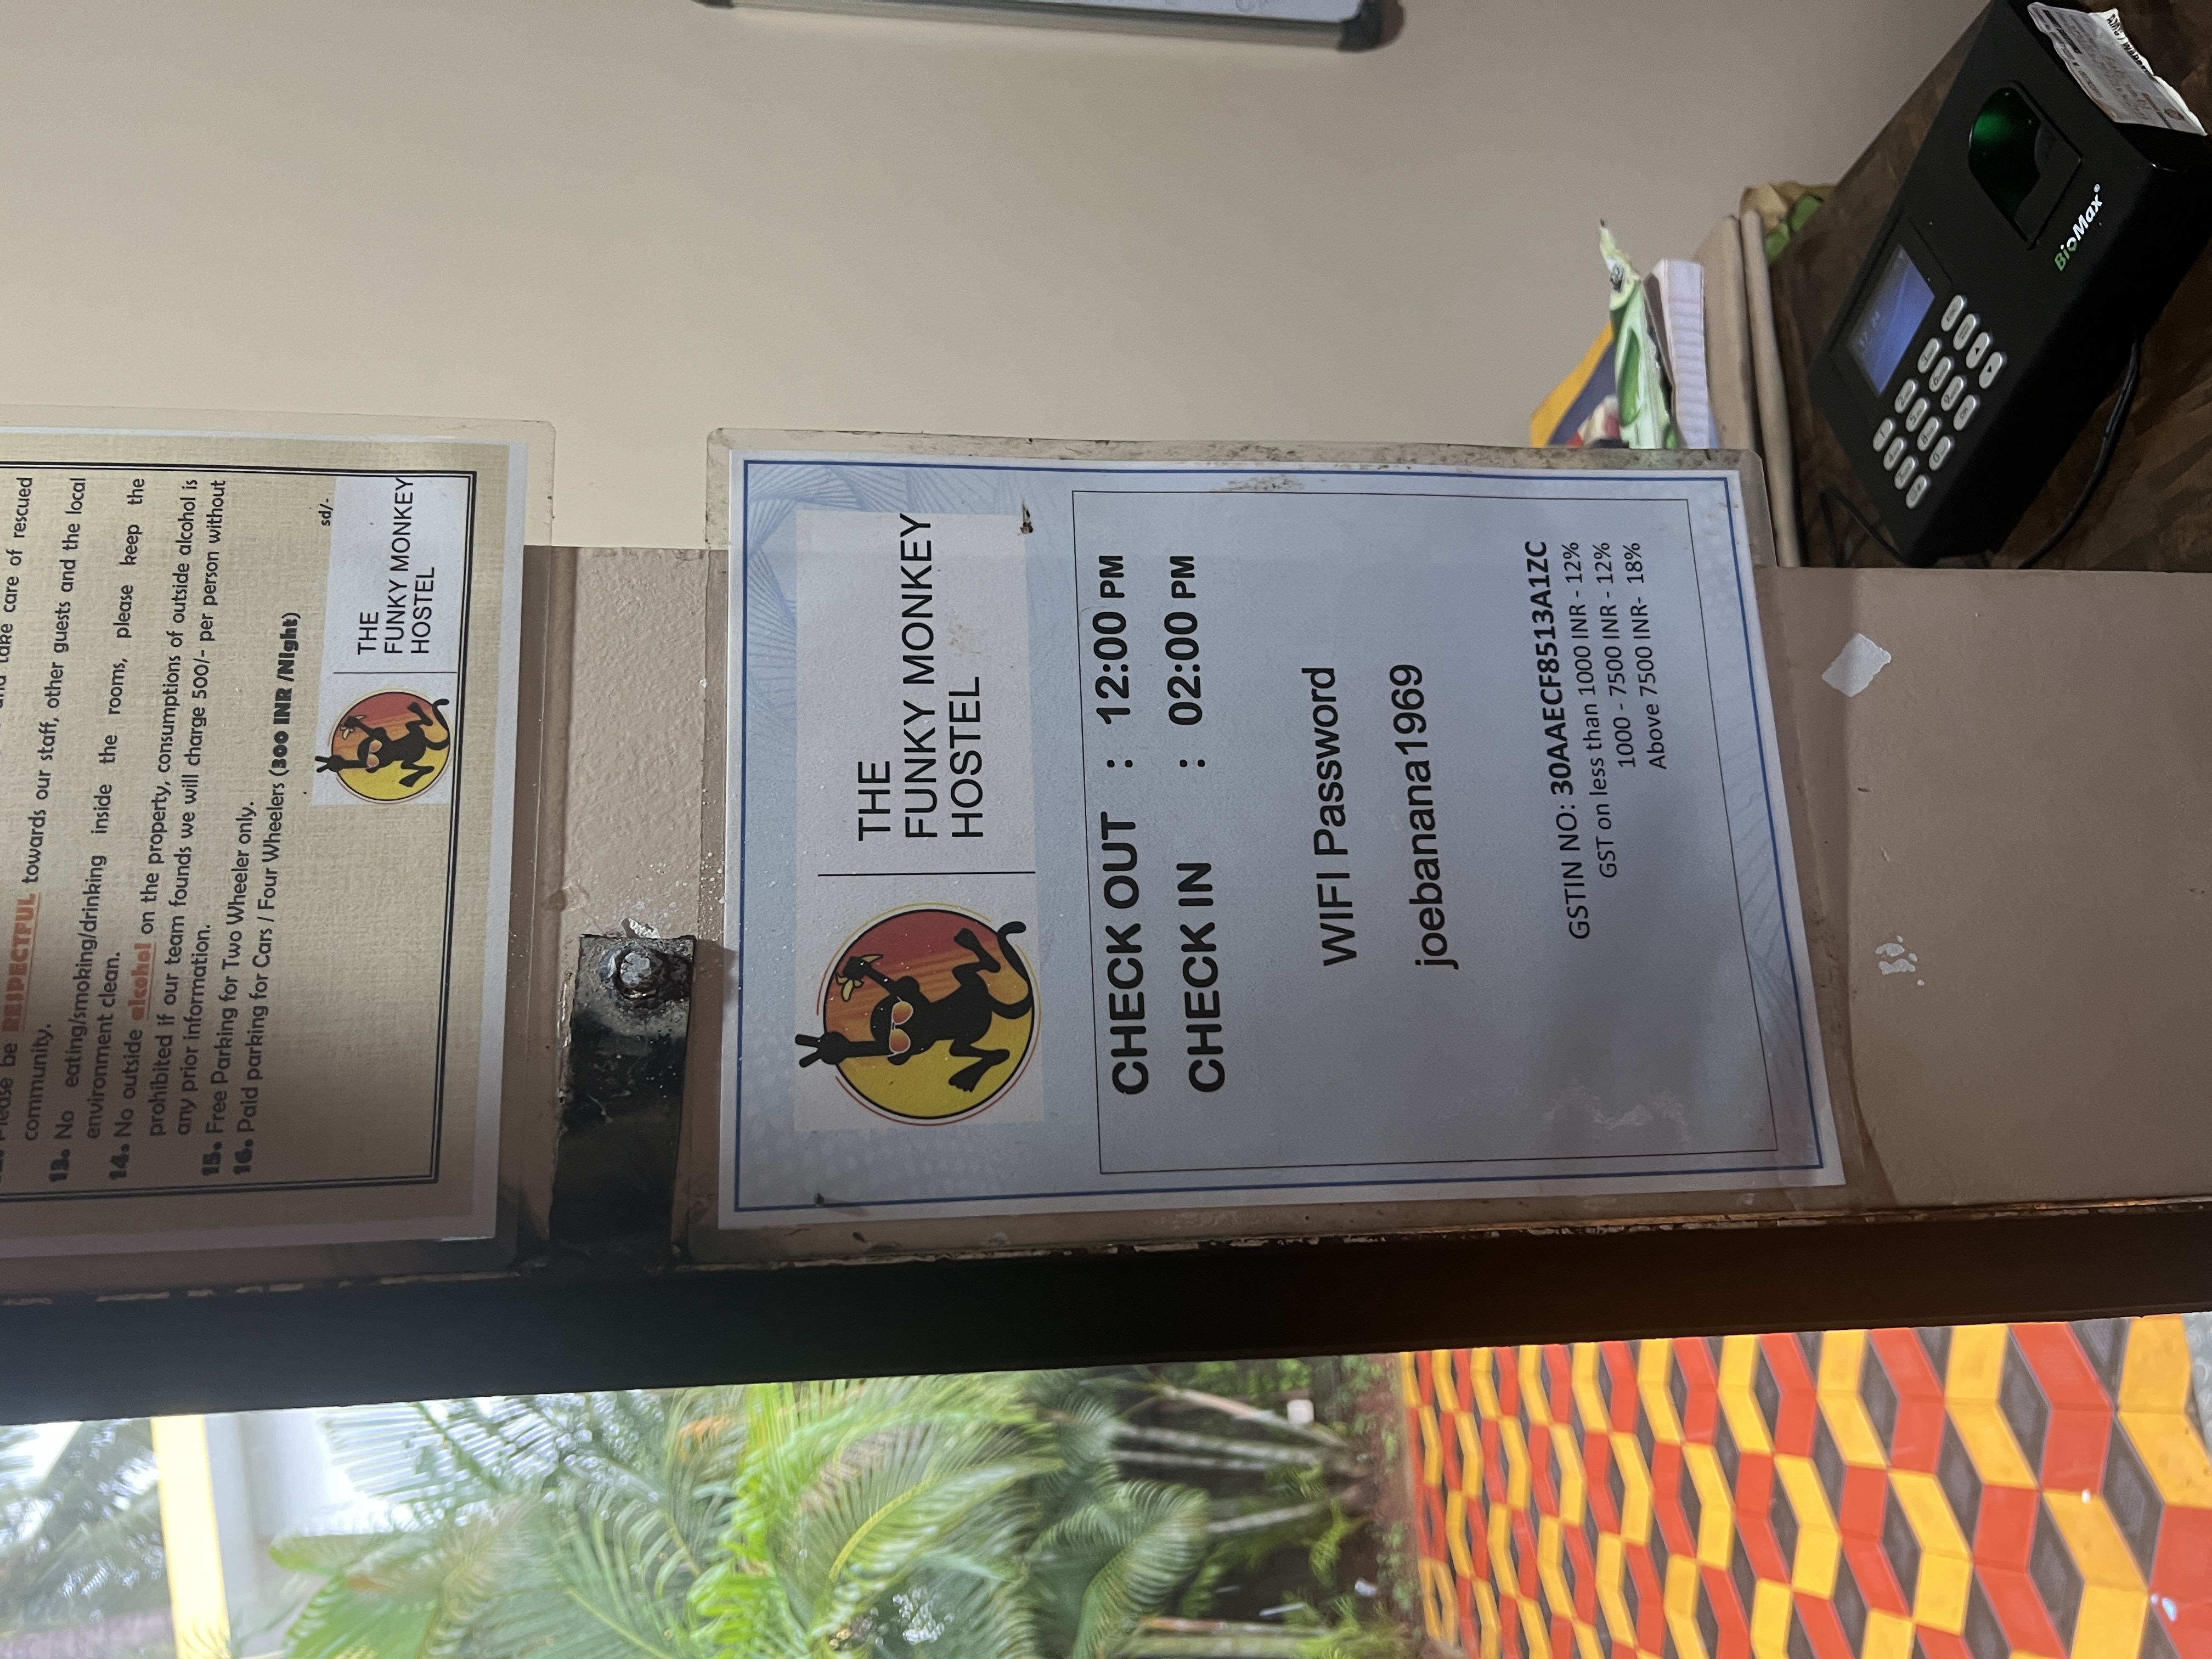 and take care of rescued
Please be RESPECTFUL towards our staff, other guests and the local
community.
13. No eating/smoking/drinking inside the rooms, please keep the
environment clean.
14. No outside alcohol on the property, consumptions of outside alcohol is
prohibited if our team founds we will charge 500/- per person without
any prior information.
15. Free Parking for Two Wheeler only.
16. Paid parking for Cars / Four Wheelers (300 INR /Night)
sd/-
THE
FUNKY MONKEY
HOSTEL
THE
FUNKY MONKEY
HOSTEL
CHECK OUT : 12:00 PM
CHECK IN : 02:00 PM
WIFI Password
joebanana1969
GSTIN NO: 30AAECF8513A1ZC
GST on less than 1000 INR - 12%
1000 - 7500 INR - 12%
Above 7500 INR- 18%
BioMax®